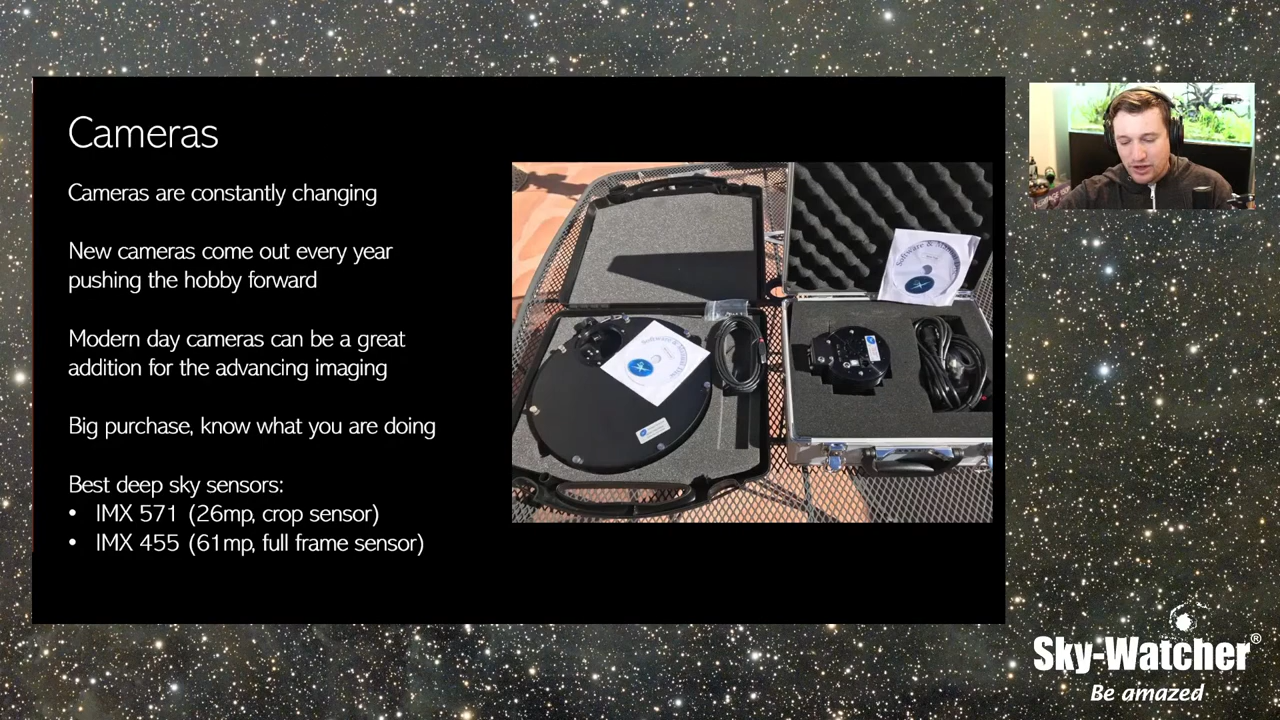 Cameras
Cameras are constantly changing
New cameras come out every year
pushing the hobby forward
Modern day cameras can be a great
addition for the advancing imaging
Big purchase, know what you are doing
Best deep sky sensors:
• IMX 571 (26mp, crop sensor)
• IMX 455 (61mp, full frame sensor)
Software &
Software &
Sky-Watcher®
Be amazed